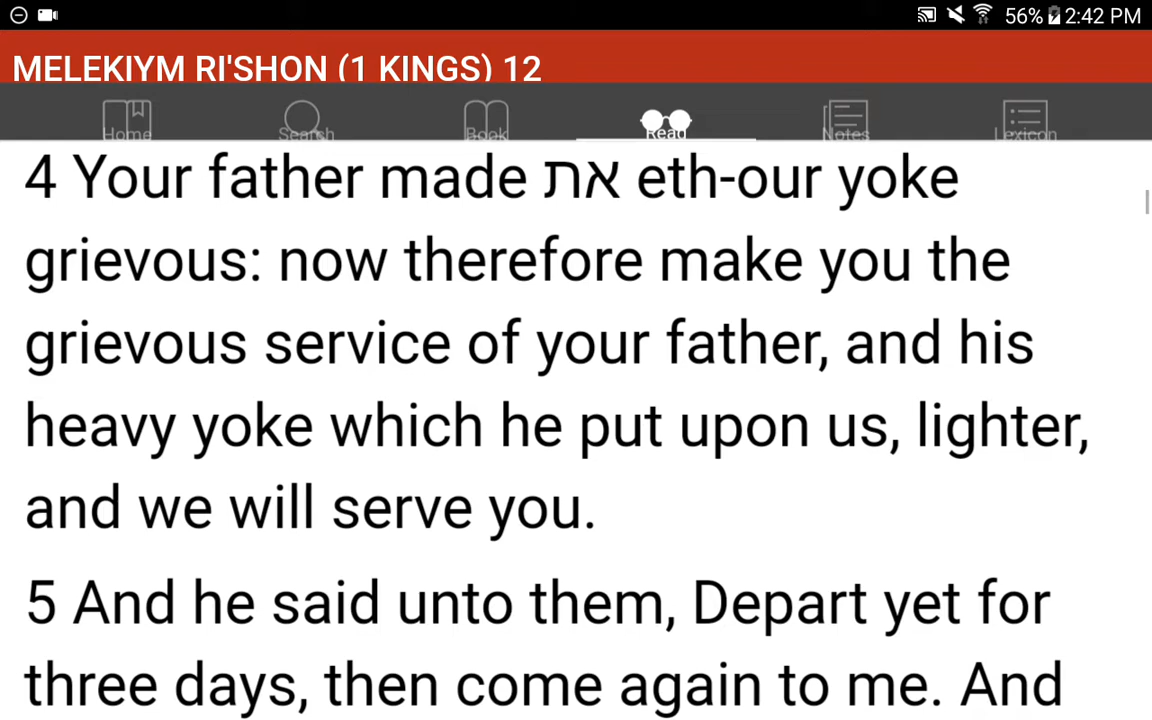 56% 2:42 PM
MELEKIYM RI'SHON (1 KINGS) 12
Home Search Book Read Notes Lexicon
4 Your father made את eth-our yoke
grievous: now therefore make you the
grievous service of your father, and his
heavy yoke which he put upon us, lighter,
and we will serve you.
5 And he said unto them, Depart yet for
three days, then come again to me. And